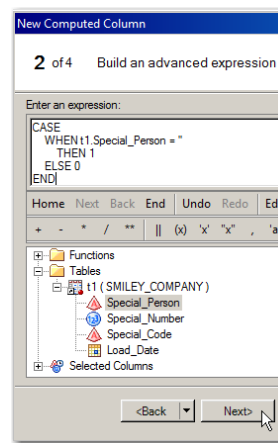 New Computed Column
2 of 4 Build an advanced expression
Enter an expression:
CASE
WHEN t1.Special_Person = "
THEN 1
ELSE 0
END
Home Next Back End Undo Redo Ed
+ - * / ** || (x) 'x' "x" , 'a
Functions
Tables
t1 ( SMILEY_COMPANY )
Special_Person
Special_Number
Special_Code
Load_Date
Selected Columns
<Back Next>